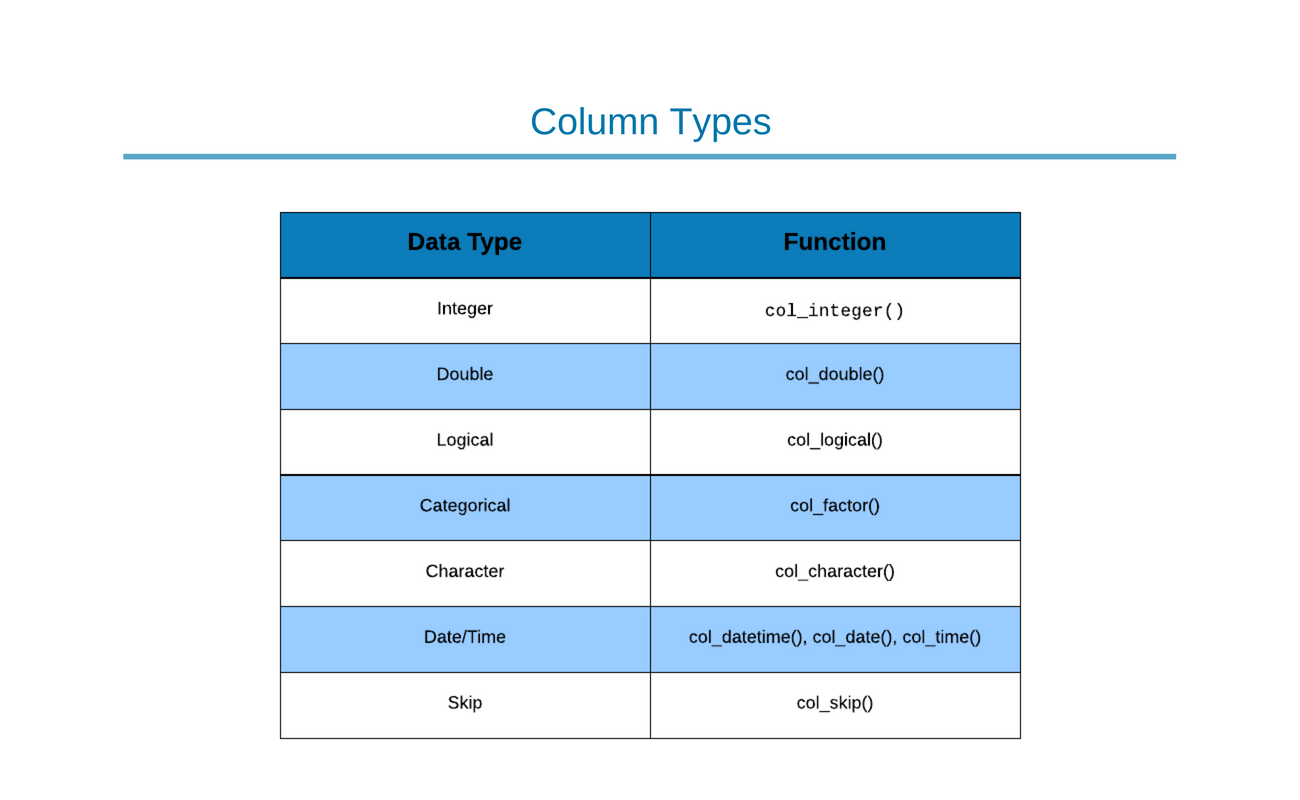 Column Types
Data Type Function
Integer col_integer()
Double col_double()
Logical col_logical()
Categorical col_factor()
Character col_character()
Date/Time col_datetime(), col_date(), col_time()
Skip col_skip()